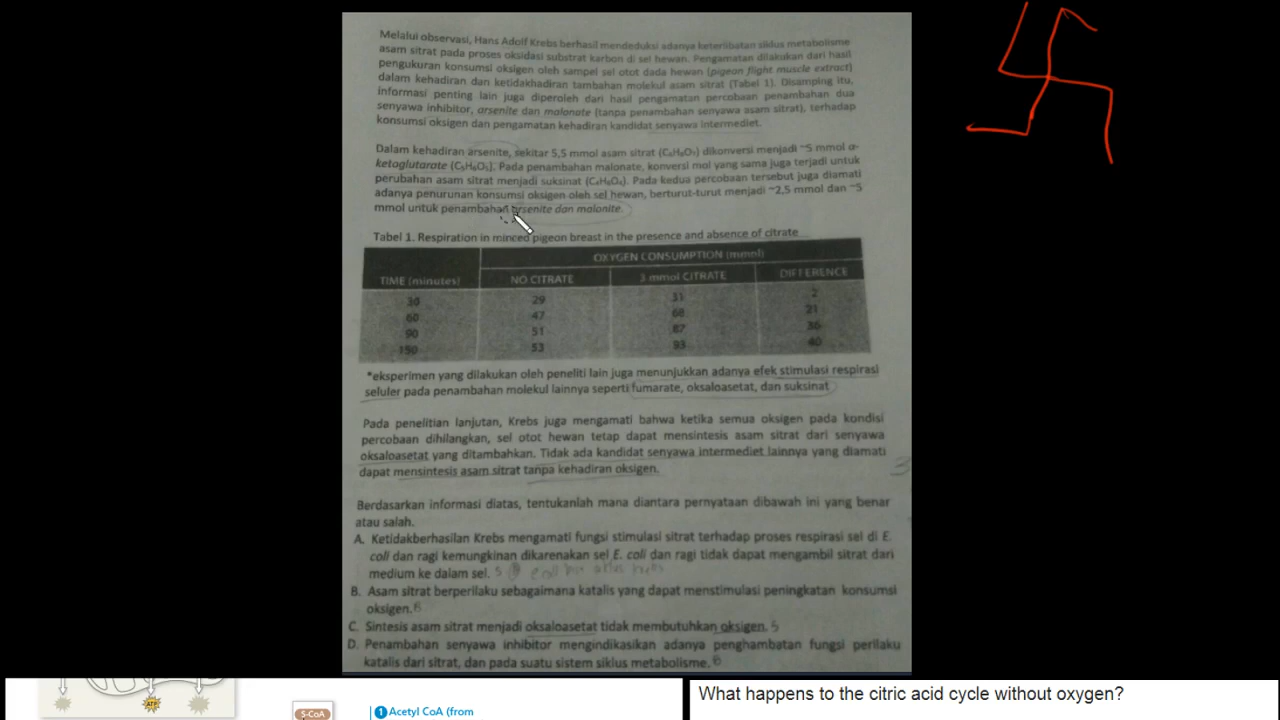 Melalui observasi, Hans Adolf Krebs berhasil mendeduksi adanya keterlibatan siklus metabolisme
asam sitrat pada proses oksidasi substrat karbon di sel hewan. Pengamatan dilakukan dari hasil
pengukuran konsumsi oksigen oleh sampel sel otot dada hewan (pigeon flight muscle extract)
dalam kehadiran dan ketidakhadiran tambahan molekul asam sitrat (Tabel 1). Disamping itu,
informasi penting lain juga diperoleh dari hasil pengamatan percobaan penambahan dua
senyawa inhibitor, arsenite dan malonate (tanpa penambahan senyawa asam sitrat), terhadap
konsumsi oksigen dan pengamatan kehadiran kandidat senyawa intermediet.
Dalam kehadiran arsenite, sekitar 5,5 mmol asam sitrat (C₆H₈O₇) dikonversi menjadi ~5 mmol α-
ketoglutarate (C₅H₆O₅). Pada penambahan malonate, konversi mol yang sama juga terjadi untuk
perubahan asam sitrat menjadi suksinat (C₄H₆O₄). Pada kedua percobaan tersebut juga diamati
adanya penurunan konsumsi oksigen oleh sel hewan, berturut-turut menjadi ~2,5 mmol dan ~5
mmol untuk penambahan arsenite dan malonite.
Tabel 1. Respiration in minced pigeon breast in the presence and absence of citrate
OXYGEN CONSUMPTION (mmol)
TIME (minutes) NO CITRATE 3 mmol CITRATE DIFFERENCE
30 29 31 2
60 47 68 21
90 51 87 36
150 53 93 40
*eksperimen yang dilakukan oleh peneliti lain juga menunjukkan adanya efek stimulasi respirasi
seluler pada penambahan molekul lainnya seperti fumarate, oksaloasetat, dan suksinat
Pada penelitian lanjutan, Krebs juga mengamati bahwa ketika semua oksigen pada kondisi
percobaan dihilangkan, sel otot hewan tetap dapat mensintesis asam sitrat dari senyawa
oksaloasetat yang ditambahkan. Tidak ada kandidat senyawa intermediet lainnya yang diamati
dapat mensintesis asam sitrat tanpa kehadiran oksigen.
Berdasarkan informasi diatas, tentukanlah mana diantara pernyataan dibawah ini yang benar
atau salah.
A. Ketidakberhasilan Krebs mengamati fungsi stimulasi sitrat terhadap proses respirasi sel di E.
coli dan ragi kemungkinan dikarenakan sel E. coli dan ragi tidak dapat mengambil sitrat dari
medium ke dalam sel. S
B. Asam sitrat berperilaku sebagaimana katalis yang dapat menstimulasi peningkatan konsumsi
oksigen. B
C. Sintesis asam sitrat menjadi oksaloasetat tidak membutuhkan oksigen. S
D. Penambahan senyawa inhibitor mengindikasikan adanya penghambatan fungsi perilaku
katalis dari sitrat, dan pada suatu sistem siklus metabolisme. B
ATP
S-CoA
1 Acetyl CoA (from
What happens to the citric acid cycle without oxygen?